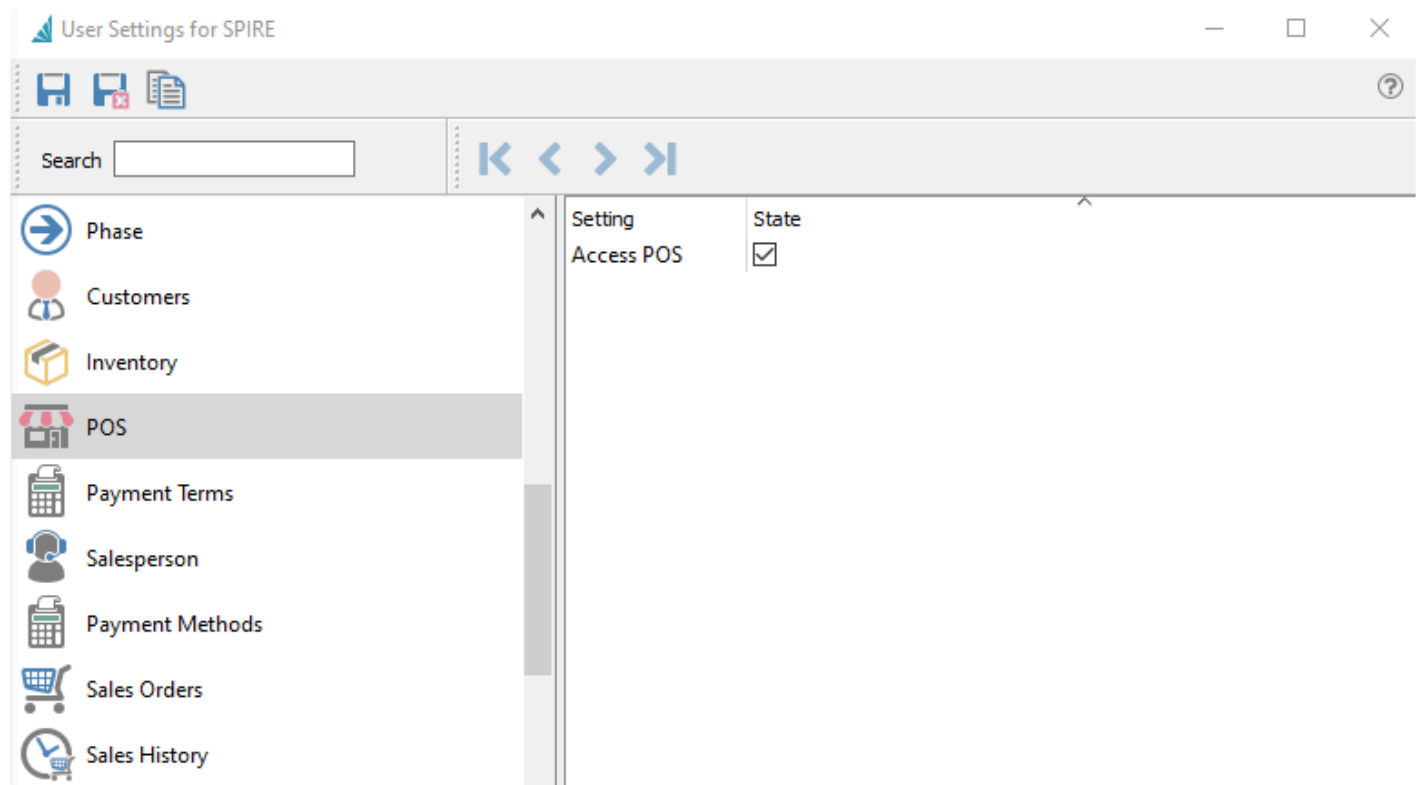 User Settings for SPIRE
Search
Setting State
Access POS
Phase
Customers
Inventory
POS
Payment Terms
Salesperson
Payment Methods
Sales Orders
Sales History